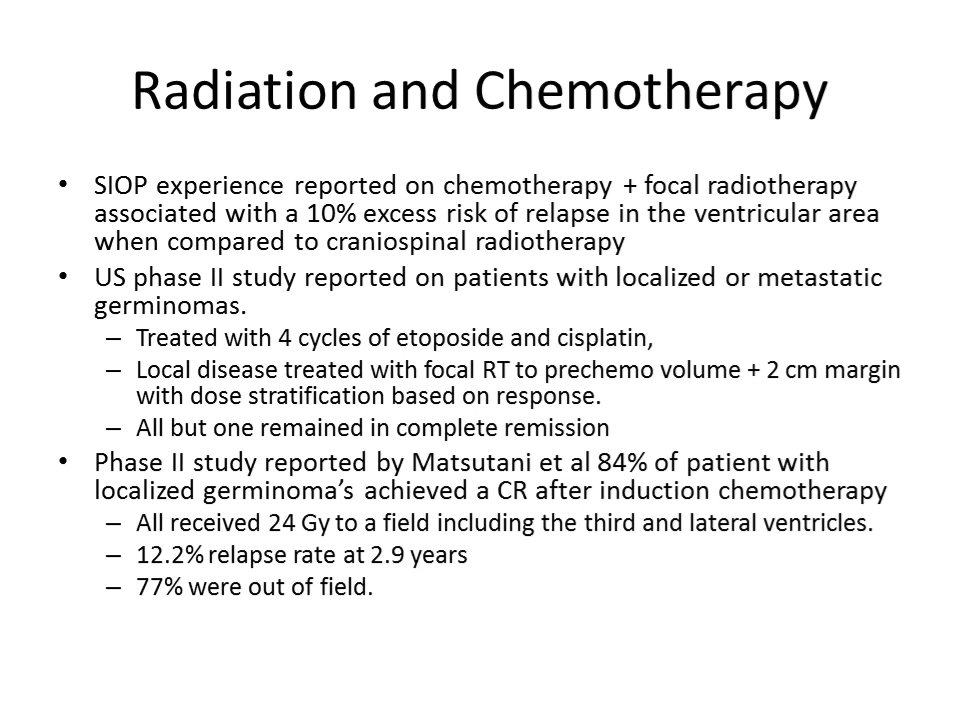 Radiation and Chemotherapy
• SIOP experience reported on chemotherapy + focal radiotherapy
associated with a 10% excess risk of relapse in the ventricular area
when compared to craniospinal radiotherapy
• US phase II study reported on patients with localized or metastatic
germinomas.
– Treated with 4 cycles of etoposide and cisplatin,
– Local disease treated with focal RT to prechemo volume + 2 cm margin
with dose stratification based on response.
– All but one remained in complete remission
• Phase II study reported by Matsutani et al 84% of patient with
localized germinoma’s achieved a CR after induction chemotherapy
– All received 24 Gy to a field including the third and lateral ventricles.
– 12.2% relapse rate at 2.9 years
– 77% were out of field.